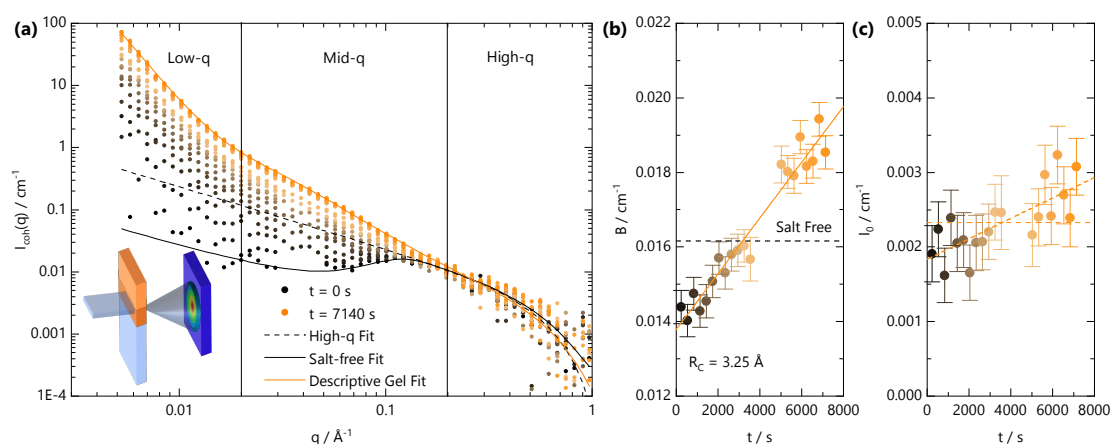 (a)
Low-q
Mid-q
High-q
I_coh(q) / cm⁻¹
100
10
1
0.1
0.01
0.001
1E-4
t = 0 s
t = 7140 s
High-q Fit
Salt-free Fit
Descriptive Gel Fit
0.01
0.1
1
q / Å⁻¹
(b)
B / cm⁻¹
0.022
0.020
0.018
0.016
0.014
0.012
0.010
Salt Free
R_C = 3.25 Å
0 2000 4000 6000 8000
t / s
(c)
I_0 / cm⁻¹
0.005
0.004
0.003
0.002
0.001
0.000
0 2000 4000 6000 8000
t / s